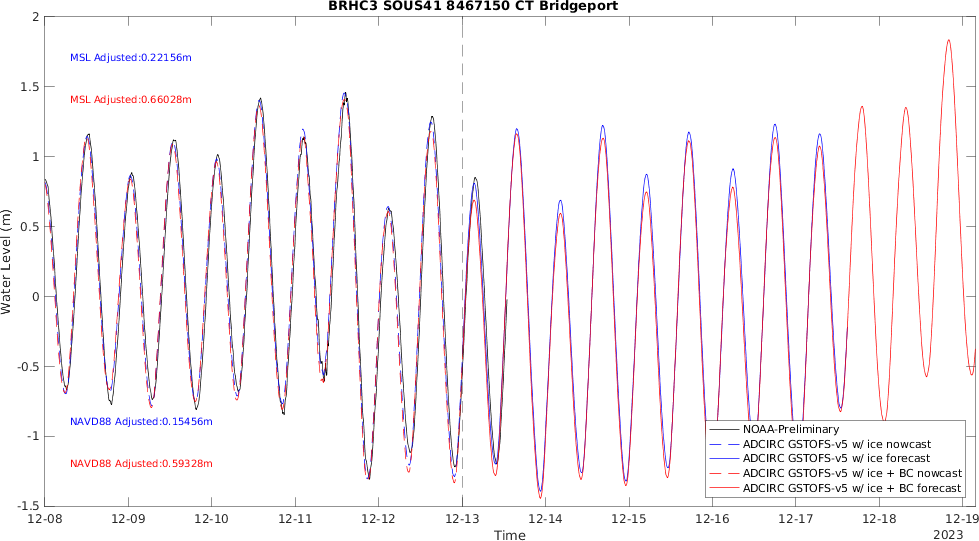 BRHC3 SOUS41 8467150 CT Bridgeport
2
1.5
1
0.5
0
-0.5
-1
-1.5
Water Level (m)
MSL Adjusted:0.22156m
MSL Adjusted:0.66028m
NAVD88 Adjusted:0.15456m
NAVD88 Adjusted:0.59328m
NOAA-Preliminary
ADCIRC GSTOFS-v5 w/ ice nowcast
ADCIRC GSTOFS-v5 w/ ice forecast
ADCIRC GSTOFS-v5 w/ ice + BC nowcast
ADCIRC GSTOFS-v5 w/ ice + BC forecast
12-08 12-09 12-10 12-11 12-12 12-13 12-14 12-15 12-16 12-17 12-18 12-19
Time
2023